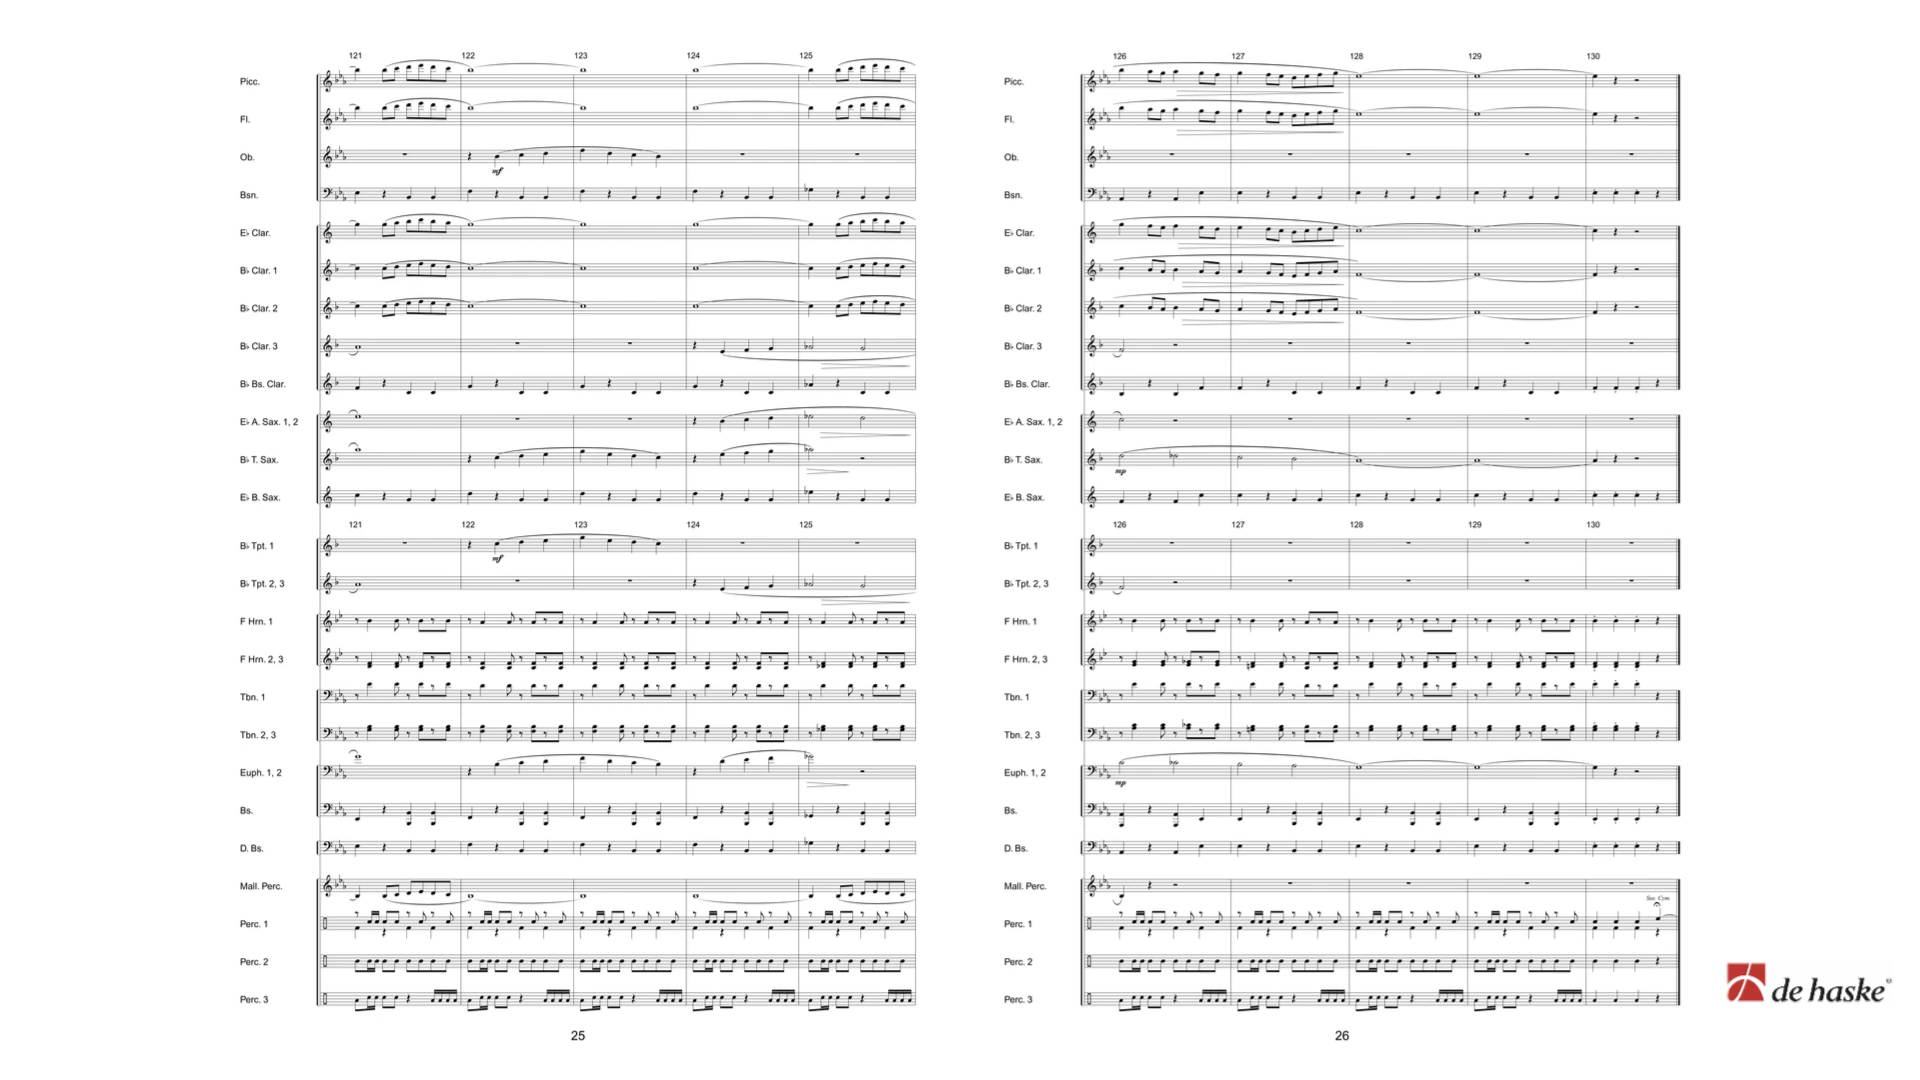 121 122 123 124 125
Picc.
Fl.
Ob.
mf
Bsn.
E♭ Clar.
B♭ Clar. 1
B♭ Clar. 2
B♭ Clar. 3
B♭ Bs. Clar.
E♭ A. Sax. 1, 2
B♭ T. Sax.
E♭ B. Sax.
121 122 123 124 125
B♭ Tpt. 1
mf
B♭ Tpt. 2, 3
F Hrn. 1
F Hrn. 2, 3
Tbn. 1
Tbn. 2, 3
Euph. 1, 2
Bs.
D. Bs.
Mall. Perc.
Perc. 1
Perc. 2
Perc. 3
25
126 127 128 129 130
Picc.
Fl.
Ob.
Bsn.
E♭ Clar.
B♭ Clar. 1
B♭ Clar. 2
B♭ Clar. 3
B♭ Bs. Clar.
E♭ A. Sax. 1, 2
B♭ T. Sax.
mp
E♭ B. Sax.
126 127 128 129 130
B♭ Tpt. 1
B♭ Tpt. 2, 3
F Hrn. 1
F Hrn. 2, 3
Tbn. 1
Tbn. 2, 3
Euph. 1, 2
mp
Bs.
D. Bs.
Mall. Perc.
Sus. Cym.
Perc. 1
Perc. 2
Perc. 3
26
de haske®